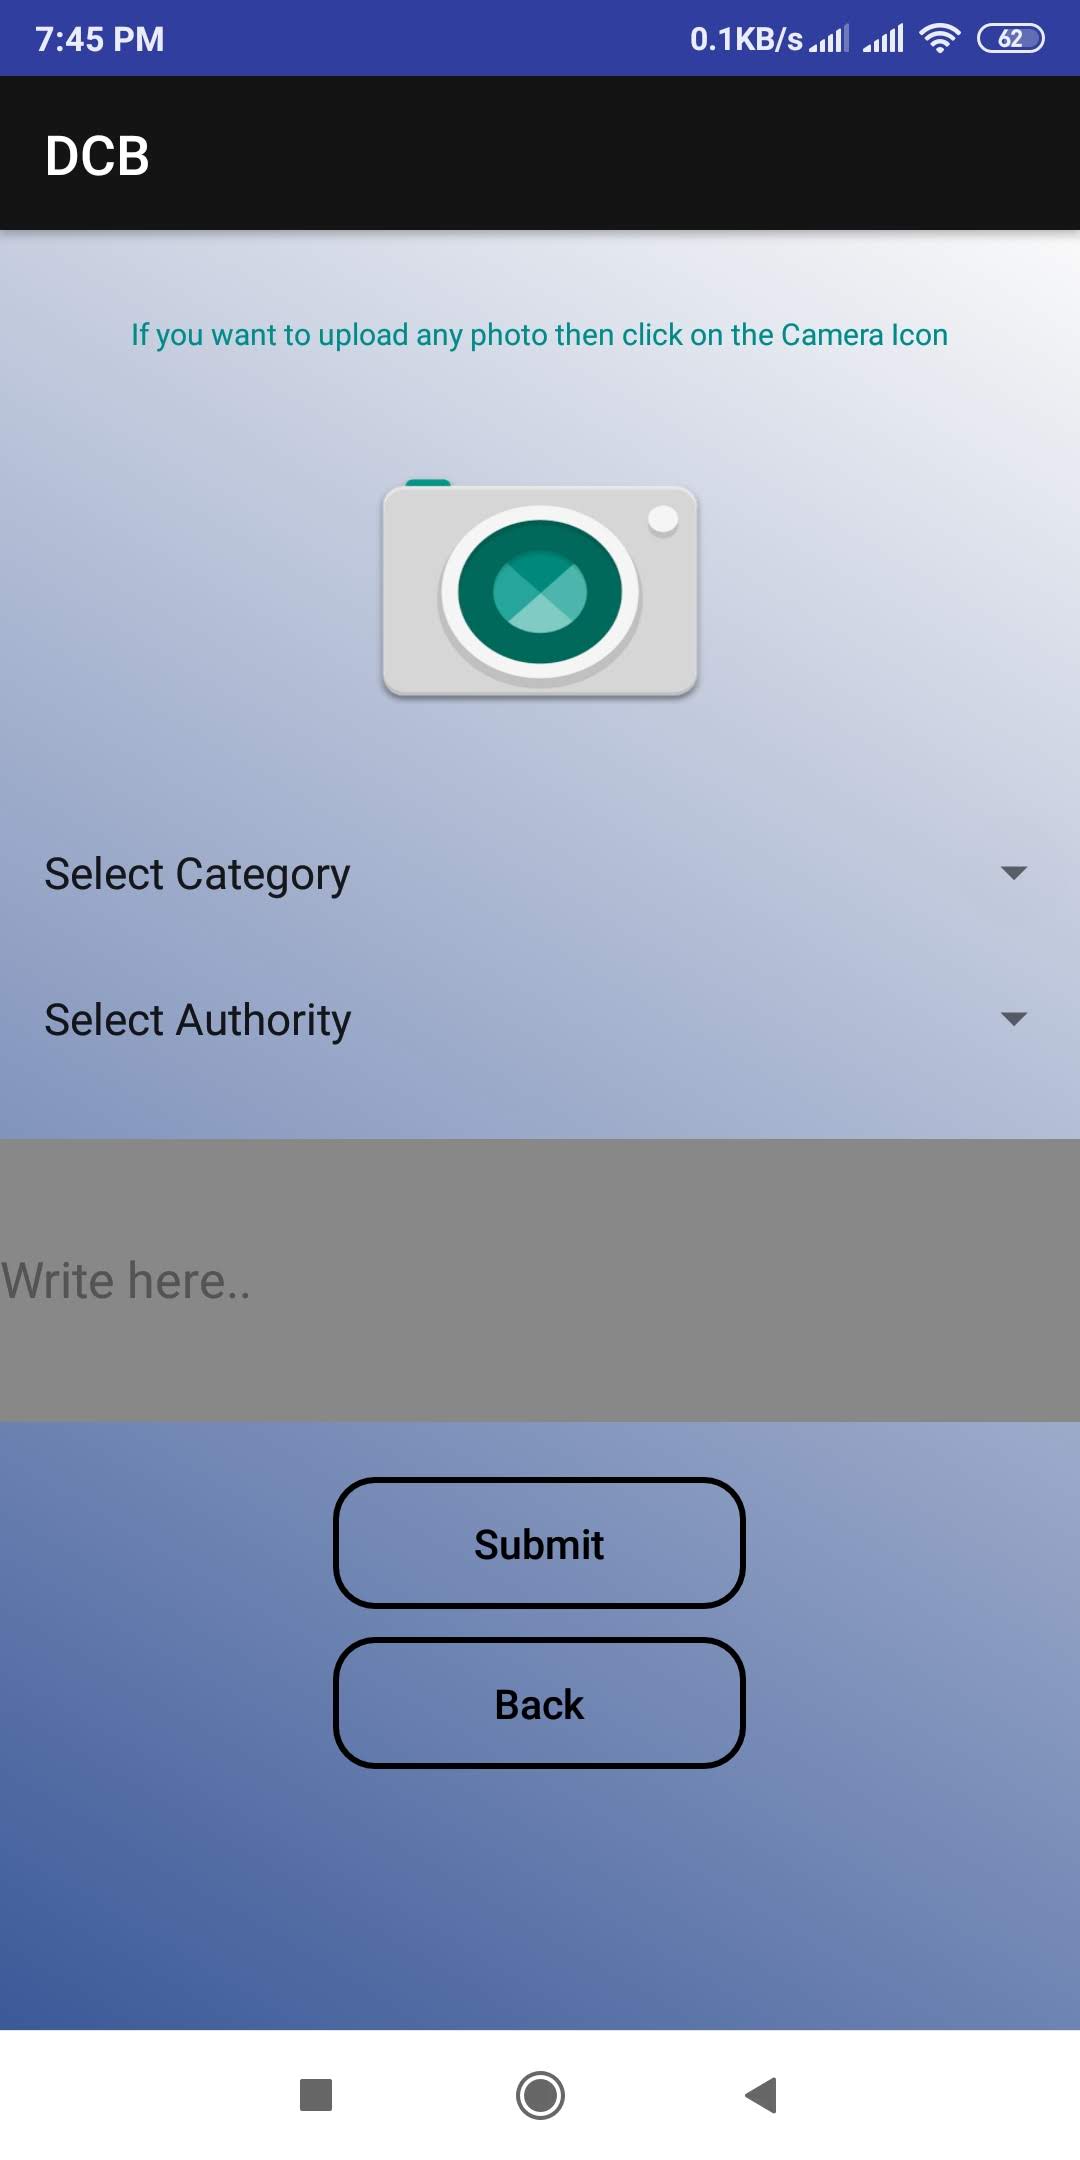 7:45 PM 0.1KB/s 62
DCB
If you want to upload any photo then click on the Camera Icon
Select Category
Select Authority
Write here..
Submit
Back